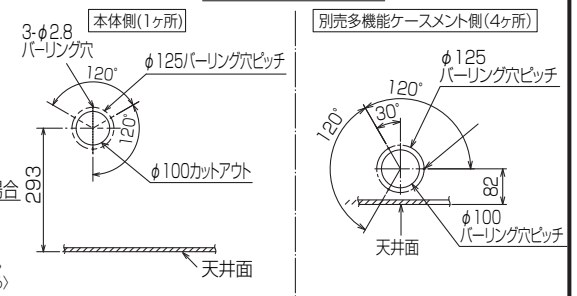 本体側(1ヶ所)
3-φ2.8
バーリング穴
120°
φ125バーリング穴ピッチ
120°
φ100カットアウト
293
天井面
合
別売多機能ケースメント側(4ヶ所)
φ125
バーリング穴ピッチ
120°
30°
120°
82
φ100
バーリング穴ピッチ
天井面